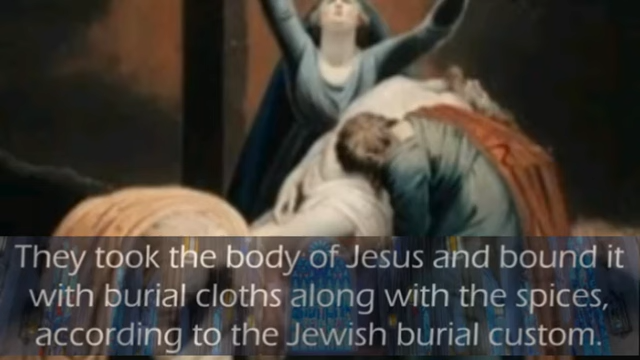 They took the body of Jesus and bound it
with burial cloths along with the spices,
according to the Jewish burial custom.